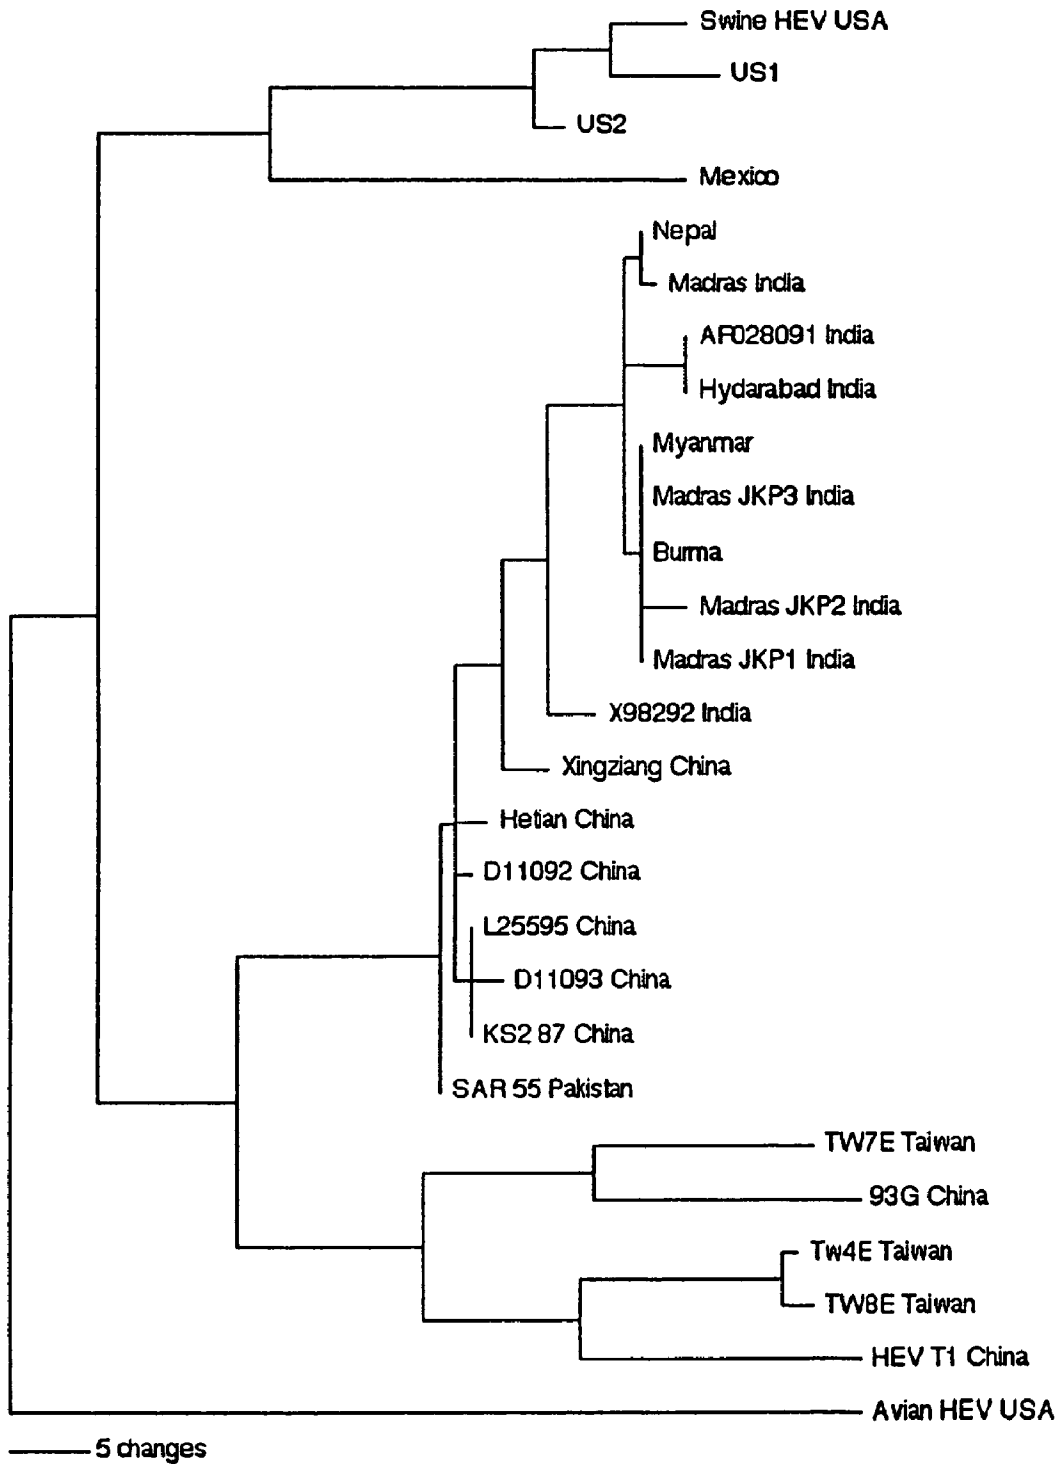 Swine HEV USA
US1
US2
Mexico
Nepal
Madras India
AF028091 India
Hydarabad India
Myanmar
Madras JKP3 India
Burma
Madras JKP2 India
Madras JKP1 India
X98292 India
Xingziang China
Hetian China
D11092 China
L25595 China
D11093 China
KS2 87 China
SAR 55 Pakistan
TW7E Taiwan
93G China
Tw4E Taiwan
TW8E Taiwan
HEV T1 China
Avian HEV USA
5 changes